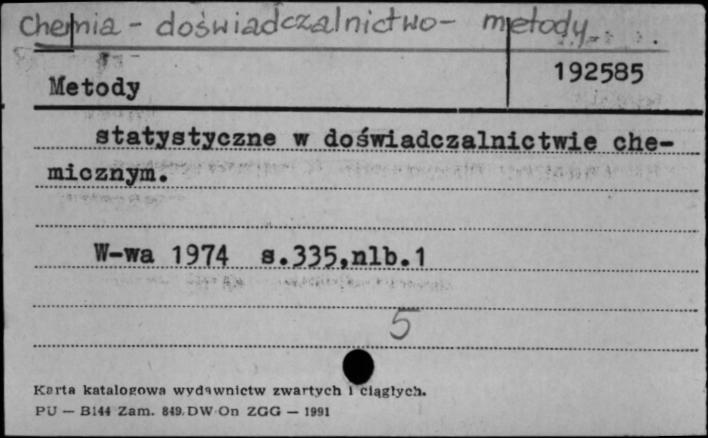 Chemia - doświadczalnictwo - metody
192585
Metody
statystyczne w doświadczalnictwie che-
micznym.
W-wa 1974 s.335,nlb.1
5
Karta katalogowa wydawnictw zwartych i ciągłych.
PU — B144 Zam. 849. DW On ZGG — 1991